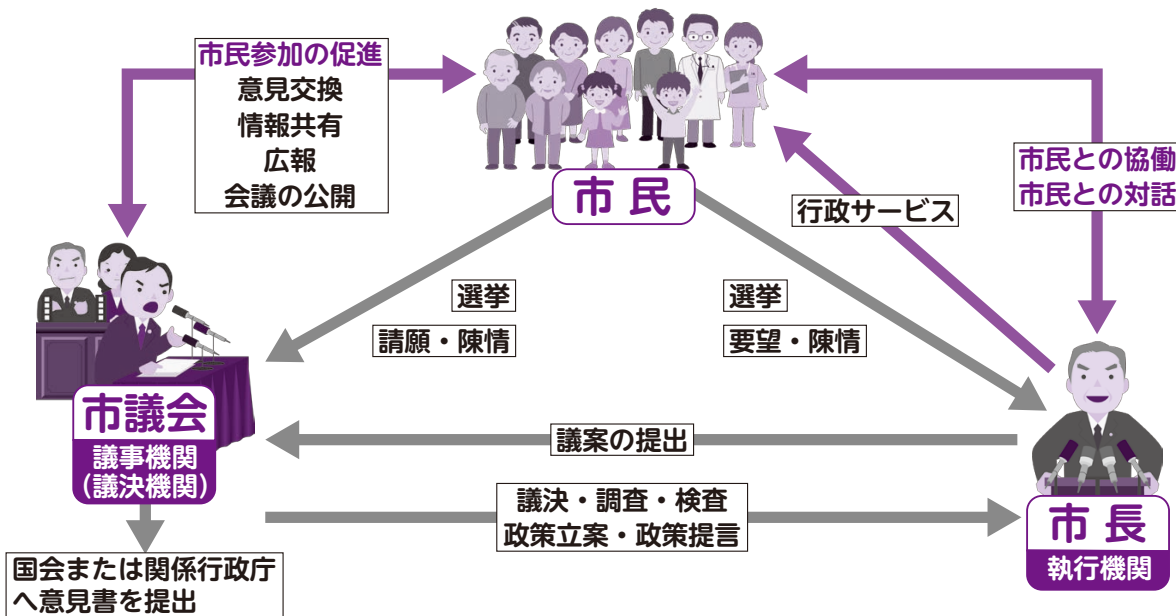 市民参加の促進
意見交換
情報共有
広報
会議の公開
市民
市民との協働
市民との対話
行政サービス
選挙
請願・陳情
選挙
要望・陳情
市議会
議事機関
(議決機関)
議案の提出
議決・調査・検査
政策立案・政策提言
市長
執行機関
国会または関係行政庁
へ意見書を提出